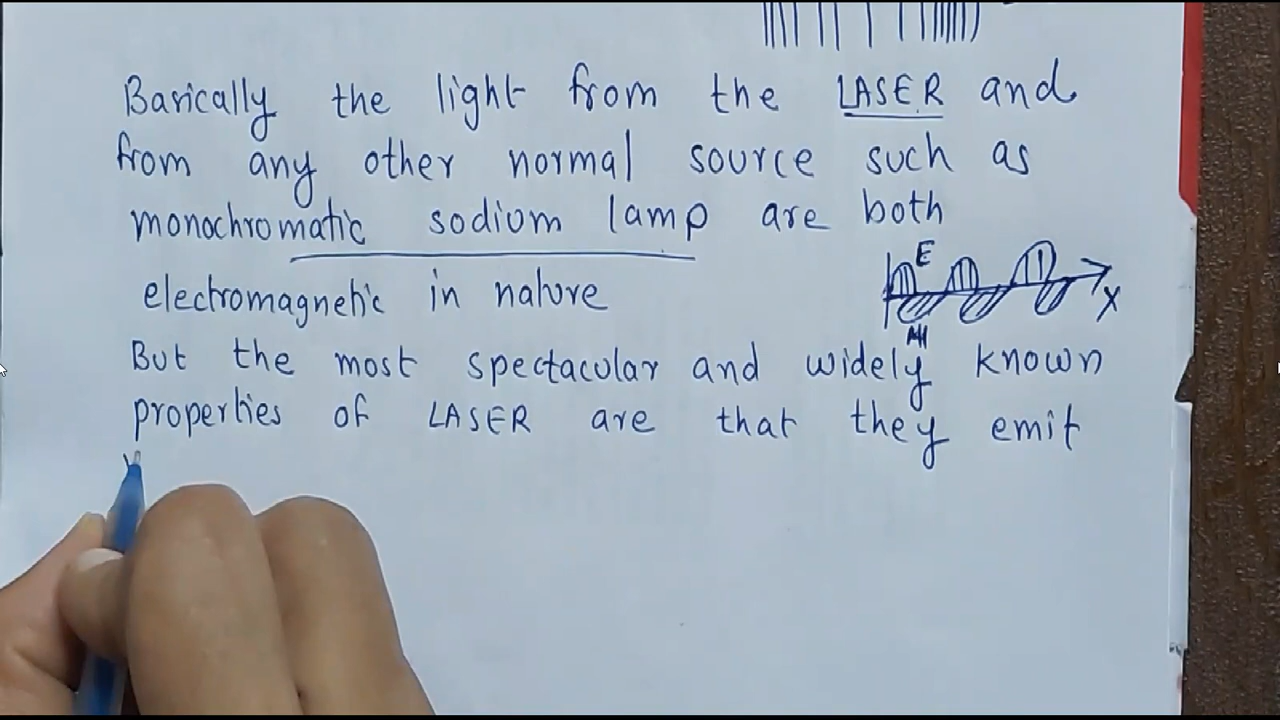 Basically the light from the LASER and
from any other normal source such as
monochromatic sodium lamp are both
E
electromagnetic in nature
X
But the most spectacular and widely known
properties of LASER are that they emit